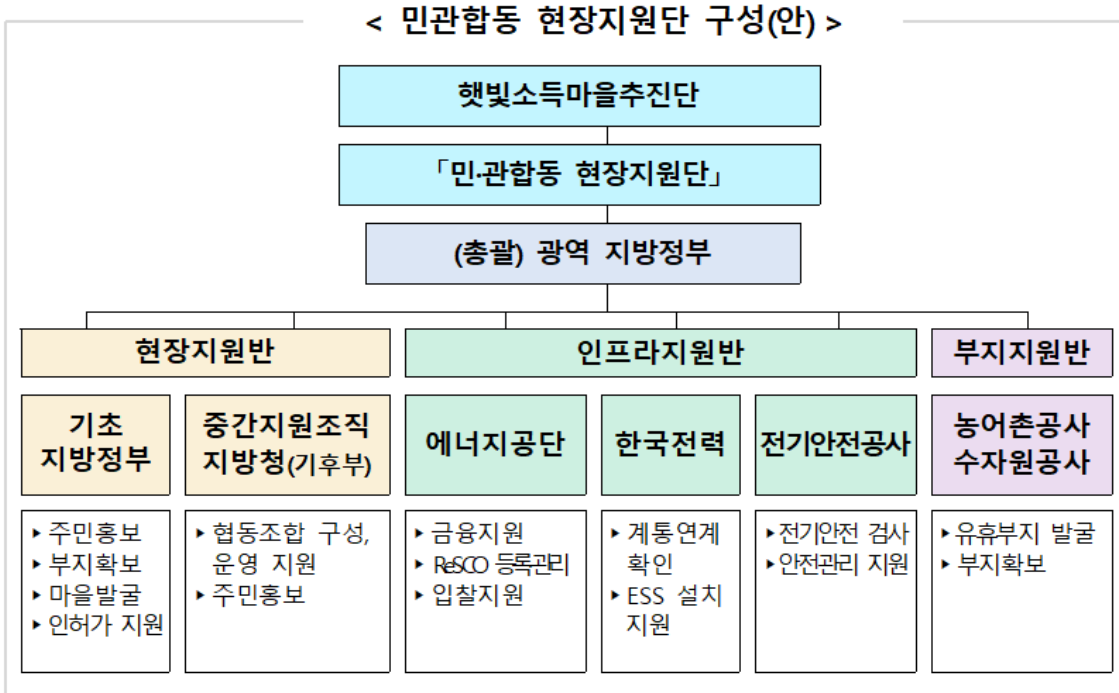 < 민관합동 현장지원단 구성(안) >
햇빛소득마을추진단
「민·관합동 현장지원단」
(총괄) 광역 지방정부
현장지원반
인프라지원반
부지지원반
기초
지방정부
중간지원조직
지방청(기후부)
에너지공단
한국전력
전기안전공사
농어촌공사
수자원공사
▸ 주민홍보
▸ 부지확보
▸ 마을발굴
▸ 인허가 지원
▸ 협동조합 구성,
운영 지원
▸ 주민홍보
▸ 금융지원
▸ ReSCO 등록관리
▸ 입찰지원
▸ 계통연계
확인
▸ ESS 설치
지원
▸ 전기안전 검사
▸ 안전관리 지원
▸ 유휴부지 발굴
▸ 부지확보